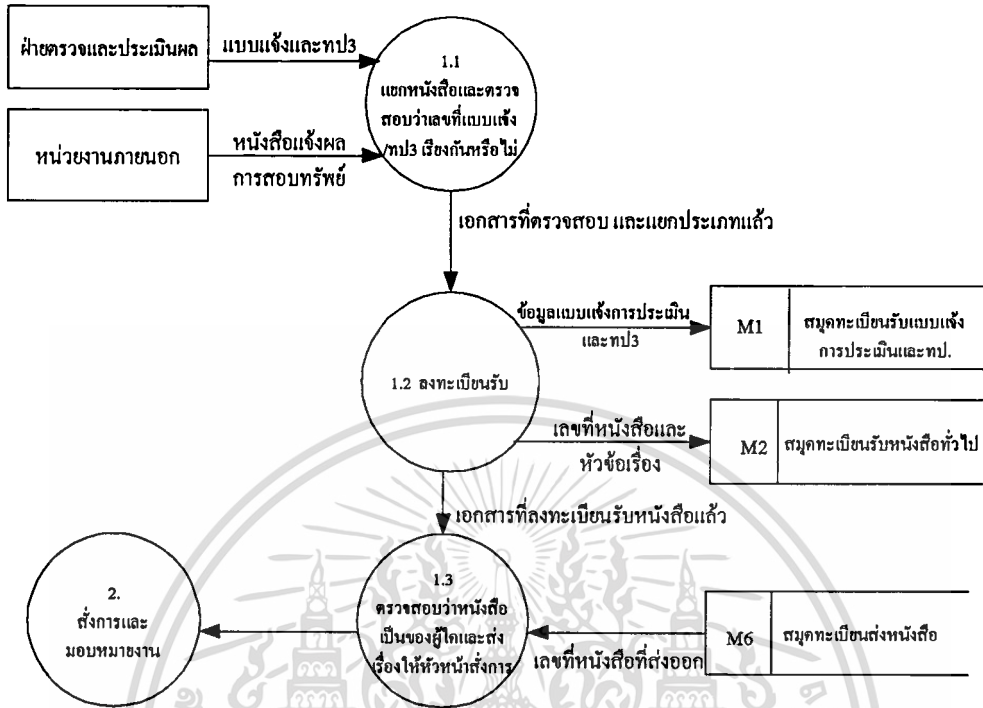 ฝ่ายตรวจและประเมินผล
แบบแจ้งและทป3
1.1
แยกหนังสือและตรวจ
สอบว่าเลขที่แบบแจ้ง
/ทป3 เรียงกันหรือไม่
หน่วยงานภายนอก
หนังสือแจ้งผล
การสอบทรัพย์
เอกสารที่ตรวจสอบ และแยกประเภทแล้ว
1.2 ลงทะเบียนรับ
ข้อมูลแบบแจ้งการประเมิน
และทป3
M1
สมุดทะเบียนรับแบบแจ้ง
การประเมินและทป.
เลขที่หนังสือและ
หัวข้อเรื่อง
M2
สมุดทะเบียนรับหนังสือทั่วไป
เอกสารที่ลงทะเบียนรับหนังสือแล้ว
1.3
ตรวจสอบว่าหนังสือ
เป็นของผู้ใดและส่ง
เรื่องให้หัวหน้าสั่งการ
2.
สั่งการและ
มอบหมายงาน
เลขที่หนังสือที่ส่งออก
M6
สมุดทะเบียนส่งหนังสือ